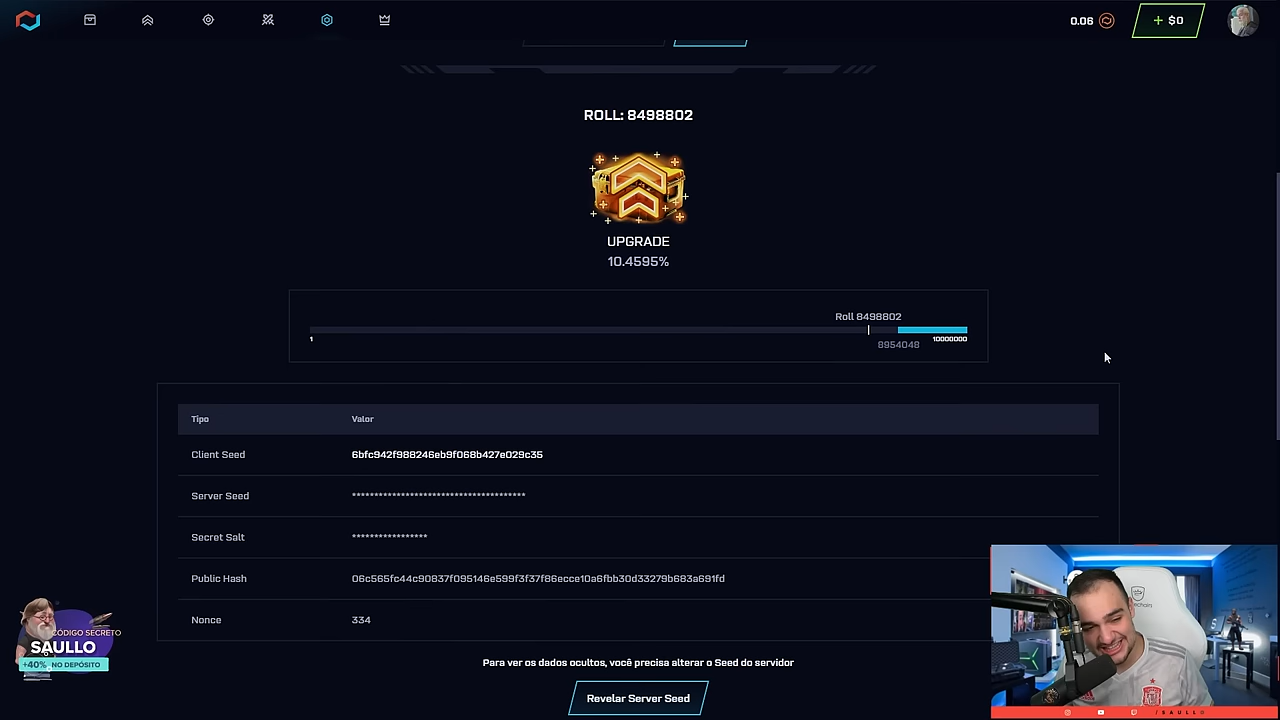 0.06
+ $0
ROLL: 8498802
UPGRADE
10.4595%
Roll 8498802
1
8954048
10000000
Tipo Valor
Client Seed 6bfc942f988246eb9f068b427e029c35
Server Seed ***************************************
Secret Salt *****************
Public Hash 06c565fc44c90837f095146e599f3f37f86ecce10a6fbb30d33279b683a691fd
Nonce 334
Para ver os dados ocultos, você precisa alterar o Seed do servidor
Revelar Server Seed
CÓDIGO SECRETO
SAULLO
+40% NO DEPÓSITO